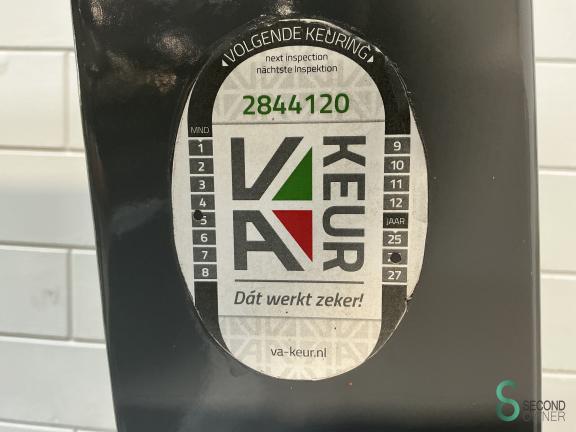 VOLGENDE KEURING
next inspection
nächste Inspektion
2844120
MND
1
2
3
4
5
6
7
8
9
10
11
12
JAAR
25
27
VA
KEUR
Dát werkt zeker!
va-keur.nl
SECOND